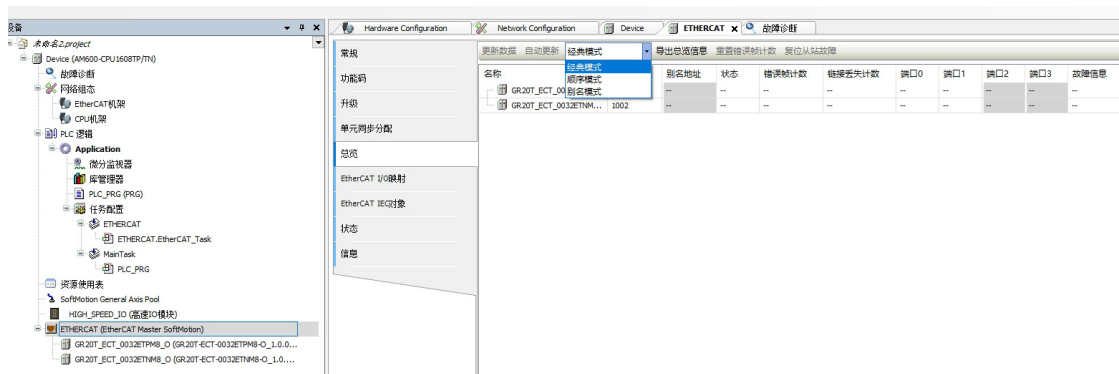 设备
Hardware Configuration
Network Configuration
Device
ETHERCAT
故障诊断
未命名2.project
Device (AM600-CPU1608TP/TN)
故障诊断
网络组态
EtherCAT机架
CPU机架
PLC 逻辑
Application
微分监视器
库管理器
PLC_PRG (PRG)
任务配置
ETHERCAT
ETHERCAT.EtherCAT_Task
MainTask
PLC_PRG
资源使用表
SoftMotion General Axis Pool
HIGH_SPEED_IO (高速IO模块)
ETHERCAT (EtherCAT Master SoftMotion)
GR20T_ECT_0032ETPM8_O (GR20T-ECT-0032ETPM8-O_1.0.0...
GR20T_ECT_0032ETNM8_O (GR20T-ECT-0032ETNM8-O_1.0....
常规
功能码
升级
单元同步分配
总览
EtherCAT I/O映射
EtherCAT IEC对象
状态
信息
更新数据 自动更新 经典模式 导出总览信息 重置错误帧计数 复位从站故障
经典模式
顺序模式
别名模式
名称 别名地址 状态 错误帧计数 链接丢失计数 端口0 端口1 端口2 端口3 故障信息
GR20T_ECT_00 -- -- -- -- -- -- -- -- --
GR20T_ECT_0032ETNM... 1002 -- -- -- -- -- -- -- -- --